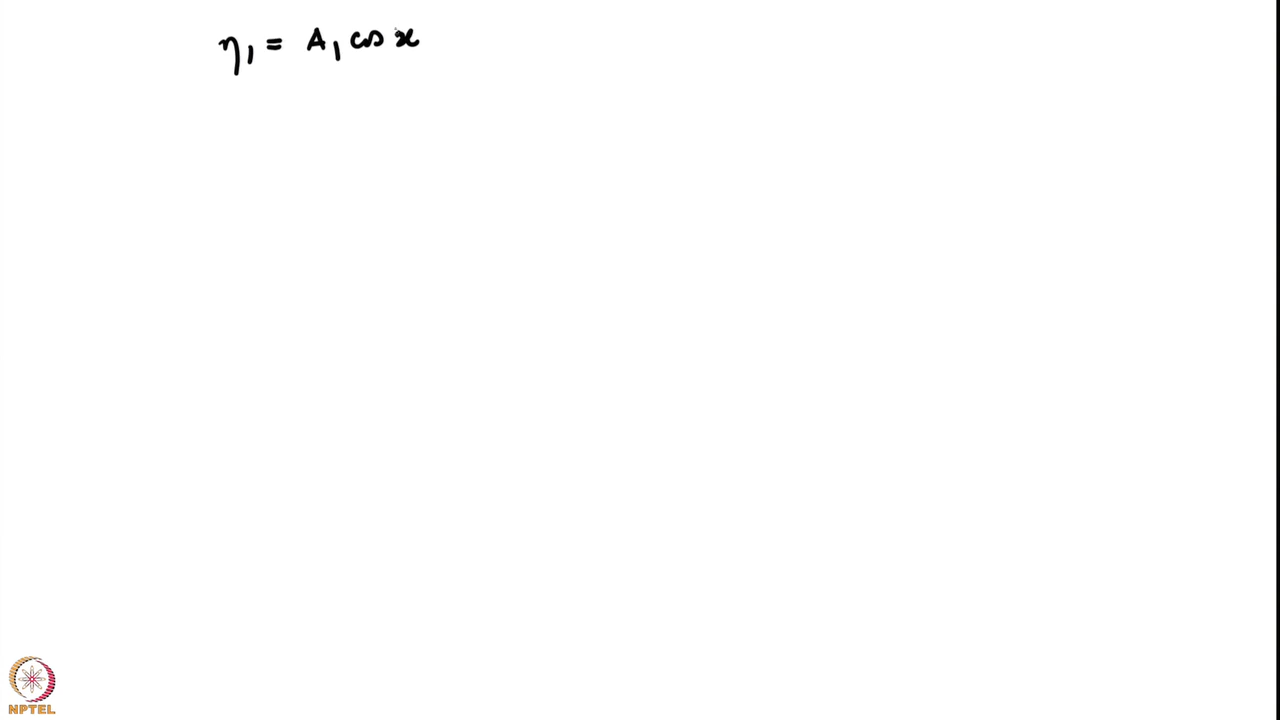 η₁ = A₁ cos x
NPTEL